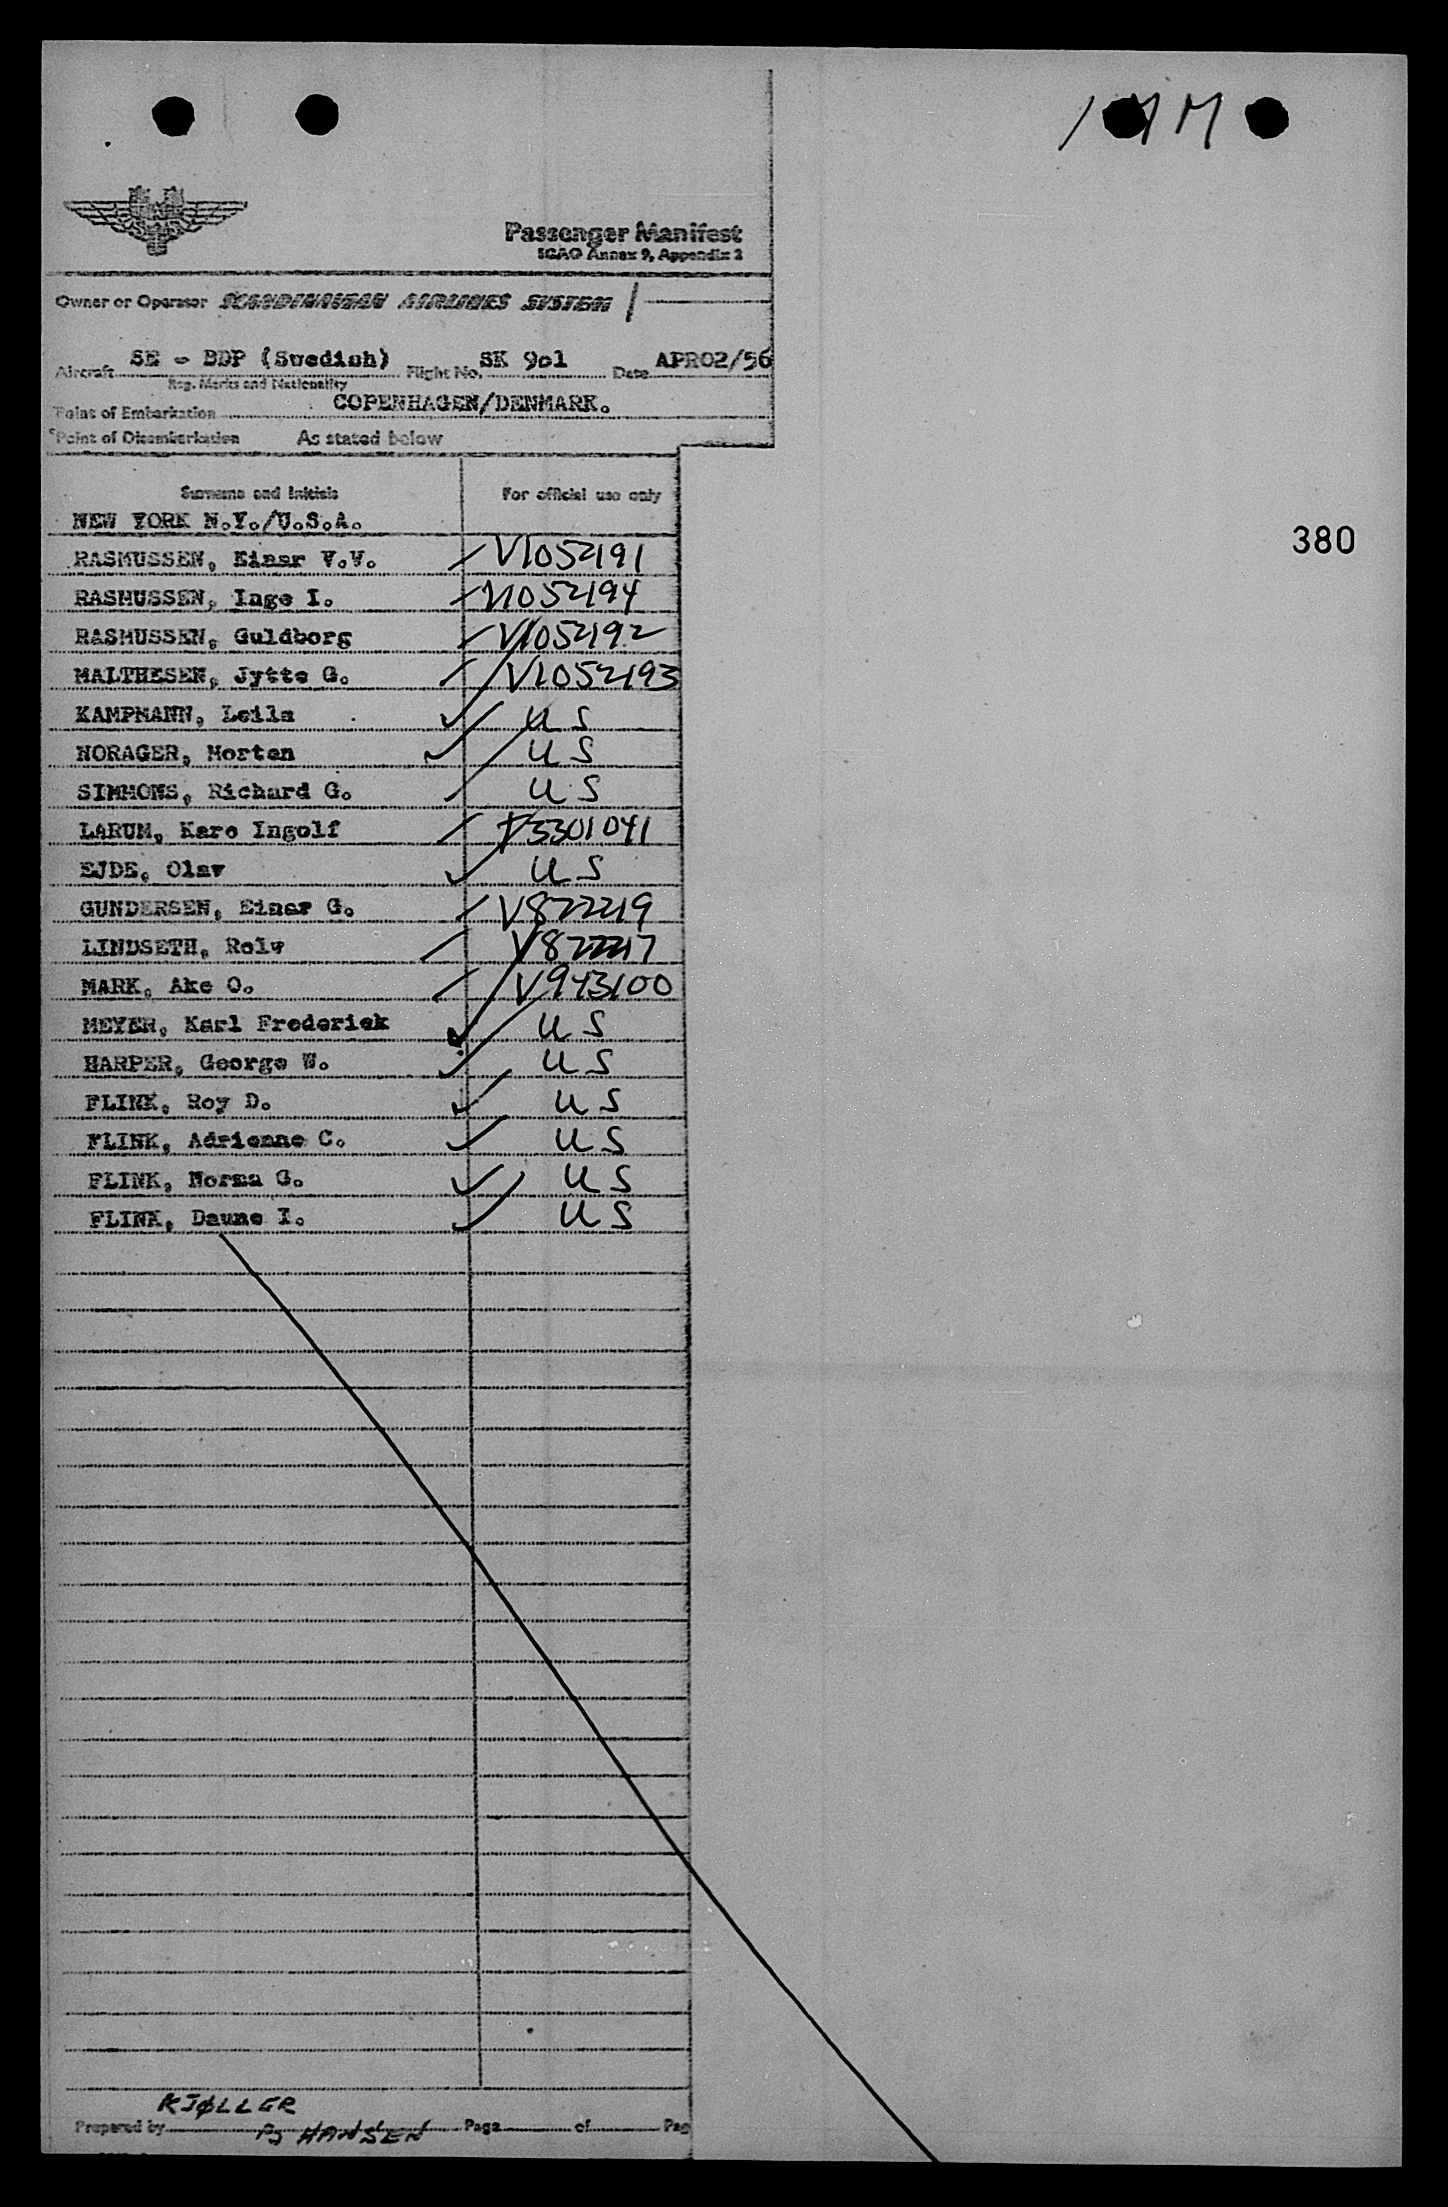 Passenger Manifest
ICAO Annex 9, Appendix 2
Owner or Operator SCANDINAVIAN AIRLINES SYSTEM
Aircraft SE - BDP (Swedish) Flight No. SK 901 Date APR02/56
Reg. Marks and Nationality
Point of Embarkation COPENHAGEN/DENMARK.
Point of Disembarkation As stated below
Surname and Initials For official use only
NEW YORK N.Y./U.S.A.
380
RASMUSSEN, Einar V.V. V1052191
RASMUSSEN, Inge I. V1052194
RASMUSSEN, Guldborg V1052192
MALTHESEN, Jytte G. V1052193
KAMPMANN, Leila US
NORAGER, Morten US
SIMMONS, Richard G. US
LARUM, Kare Ingolf 5301041
EJDE, Olav US
GUNDERSEN, Einar G. V872219
LINDSETH, Rolv V872217
MARK, Ake O. V943100
MEYER, Karl Frederick US
HARPER, George W. US
FLINK, Roy D. US
FLINK, Adrienne C. US
FLINK, Norma G. US
FLINK, Daune I. US
KJØLLER
Prepared by HANSEN Page of Pag